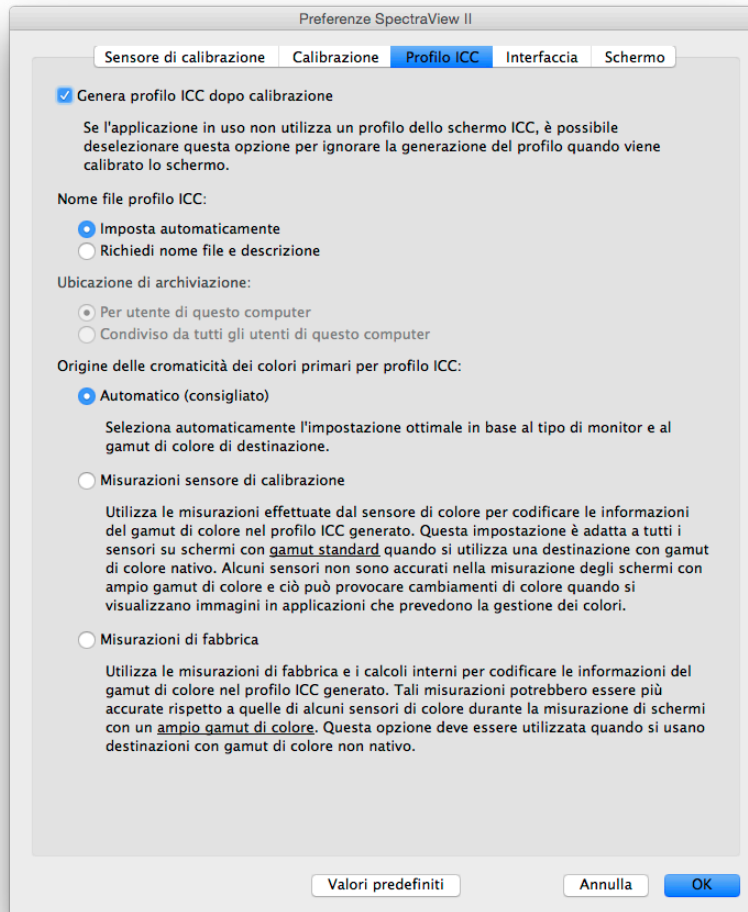 Preferenze SpectraView II
Sensore di calibrazione Calibrazione Profilo ICC Interfaccia Schermo
Genera profilo ICC dopo calibrazione
Se l'applicazione in uso non utilizza un profilo dello schermo ICC, è possibile
deselezionare questa opzione per ignorare la generazione del profilo quando viene
calibrato lo schermo.
Nome file profilo ICC:
Imposta automaticamente
Richiedi nome file e descrizione
Ubicazione di archiviazione:
Per utente di questo computer
Condiviso da tutti gli utenti di questo computer
Origine delle cromaticità dei colori primari per profilo ICC:
Automatico (consigliato)
Seleziona automaticamente l'impostazione ottimale in base al tipo di monitor e al
gamut di colore di destinazione.
Misurazioni sensore di calibrazione
Utilizza le misurazioni effettuate dal sensore di colore per codificare le informazioni
del gamut di colore nel profilo ICC generato. Questa impostazione è adatta a tutti i
sensori su schermi con gamut standard quando si utilizza una destinazione con gamut
di colore nativo. Alcuni sensori non sono accurati nella misurazione degli schermi con
ampio gamut di colore e ciò può provocare cambiamenti di colore quando si
visualizzano immagini in applicazioni che prevedono la gestione dei colori.
Misurazioni di fabbrica
Utilizza le misurazioni di fabbrica e i calcoli interni per codificare le informazioni del
gamut di colore nel profilo ICC generato. Tali misurazioni potrebbero essere più
accurate rispetto a quelle di alcuni sensori di colore durante la misurazione di schermi
con un ampio gamut di colore. Questa opzione deve essere utilizzata quando si usano
destinazioni con gamut di colore non nativo.
Valori predefiniti Annulla OK